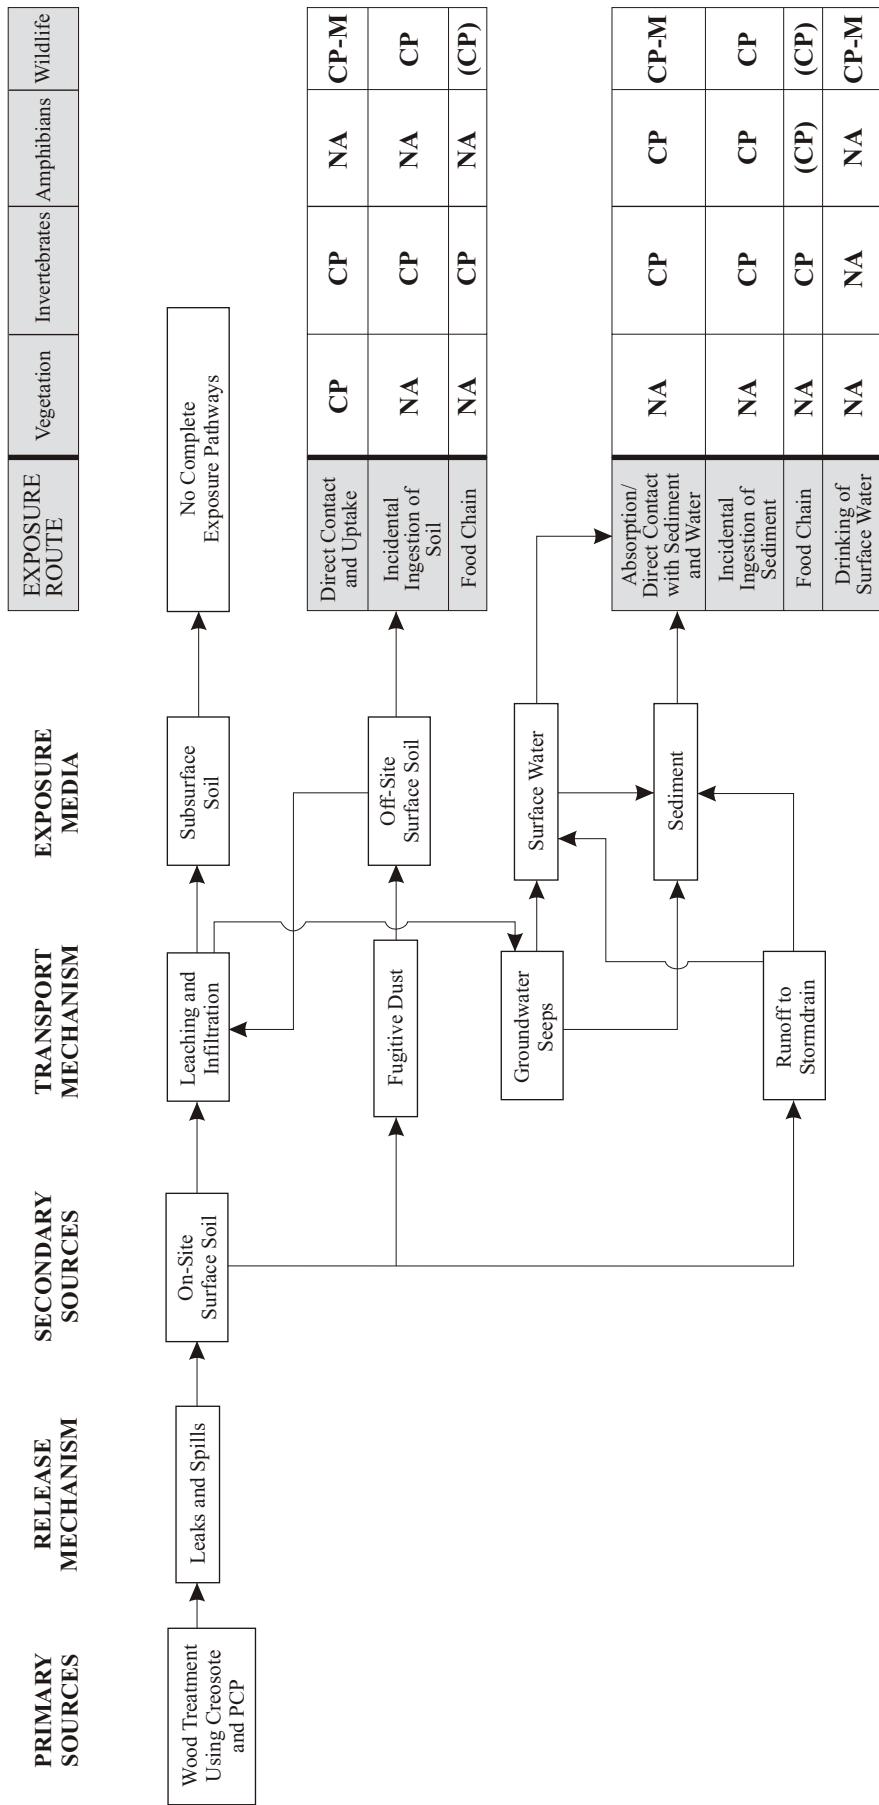 PRIMARY
SOURCES
RELEASE
MECHANISM
SECONDARY
SOURCES
TRANSPORT
MECHANISM
EXPOSURE
MEDIA
EXPOSURE
ROUTE
Vegetation
Invertebrates
Amphibians
Wildlife
Wood Treatment
Using Creosote
and PCP
Leaks and Spills
On-Site
Surface Soil
Leaching and
Infiltration
Subsurface
Soil
No Complete
Exposure Pathways
Fugitive Dust
Off-Site
Surface Soil
Direct Contact
and Uptake
CP
CP
NA
CP-M
Incidental
Ingestion of
Soil
NA
CP
NA
CP
Food Chain
NA
CP
NA
(CP)
Groundwater
Seeps
Surface Water
Sediment
Runoff to
Stormdrain
Absorption/
Direct Contact
with Sediment
and Water
NA
CP
CP
CP-M
Incidental
Ingestion of
Sediment
NA
CP
CP
CP
Food Chain
NA
CP
(CP)
(CP)
Drinking of
Surface Water
NA
NA
NA
CP-M